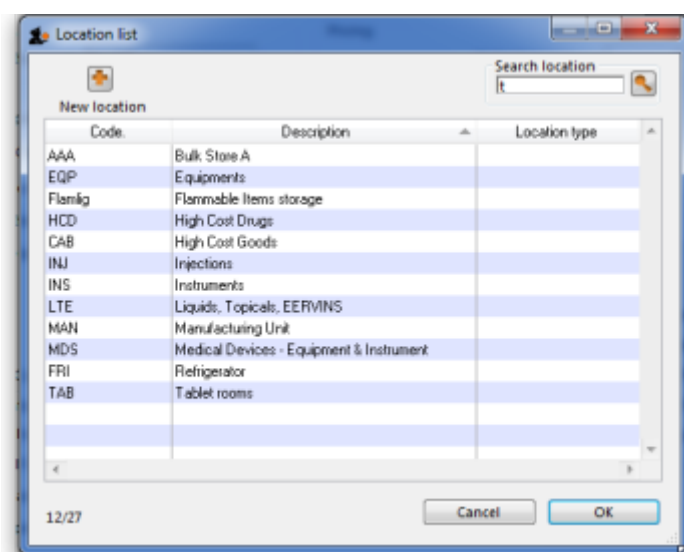 Location list
Search location
t
New location
Code. Description Location type
AAA Bulk Store A
EQP Equipments
Flamlig Flammable Items storage
HCD High Cost Drugs
CAB High Cost Goods
INJ Injections
INS Instruments
LTE Liquids, Topicals, EERVINS
MAN Manufacturing Unit
MDS Medical Devices - Equipment & Instrument
FRI Refrigerator
TAB Tablet rooms
12/27 Cancel OK